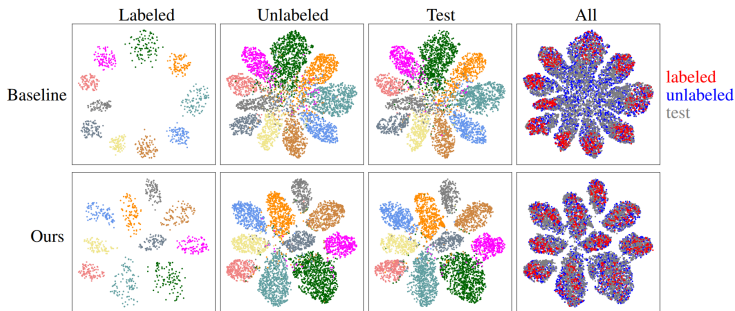 Labeled Unlabeled Test All
Baseline
labeled
unlabeled
test
Ours